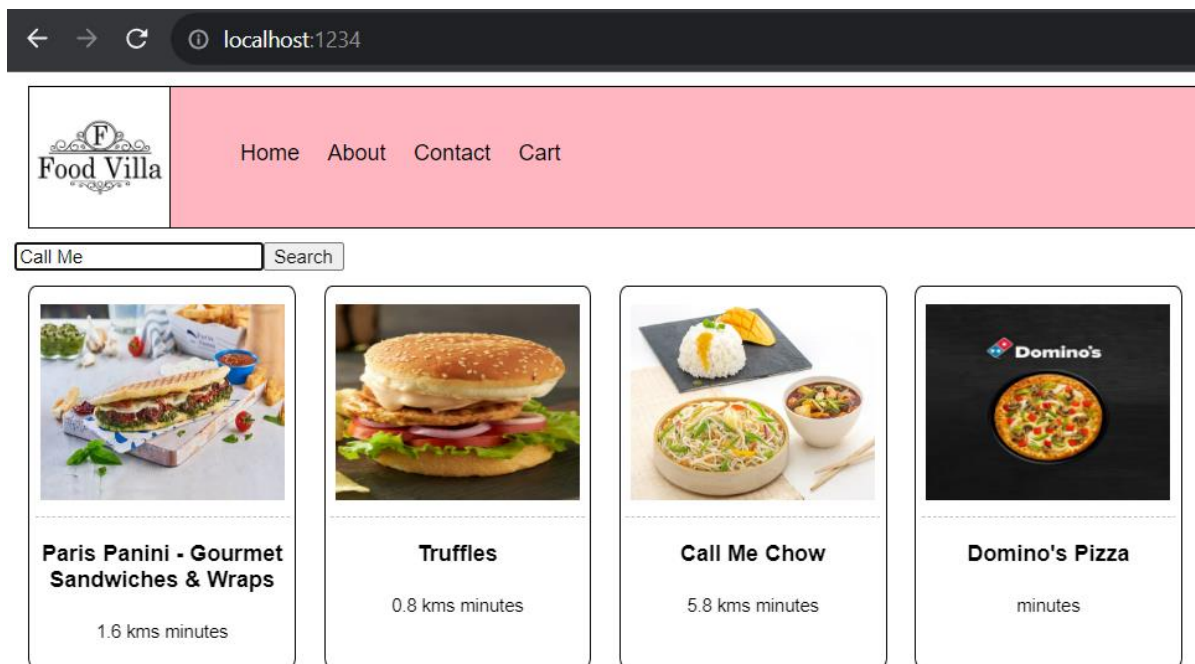 localhost:1234
F
Food Villa
Home About Contact Cart
Call Me Search
Domino's
Paris Panini - Gourmet
Sandwiches & Wraps
1.6 kms minutes
Truffles
0.8 kms minutes
Call Me Chow
5.8 kms minutes
Domino's Pizza
minutes